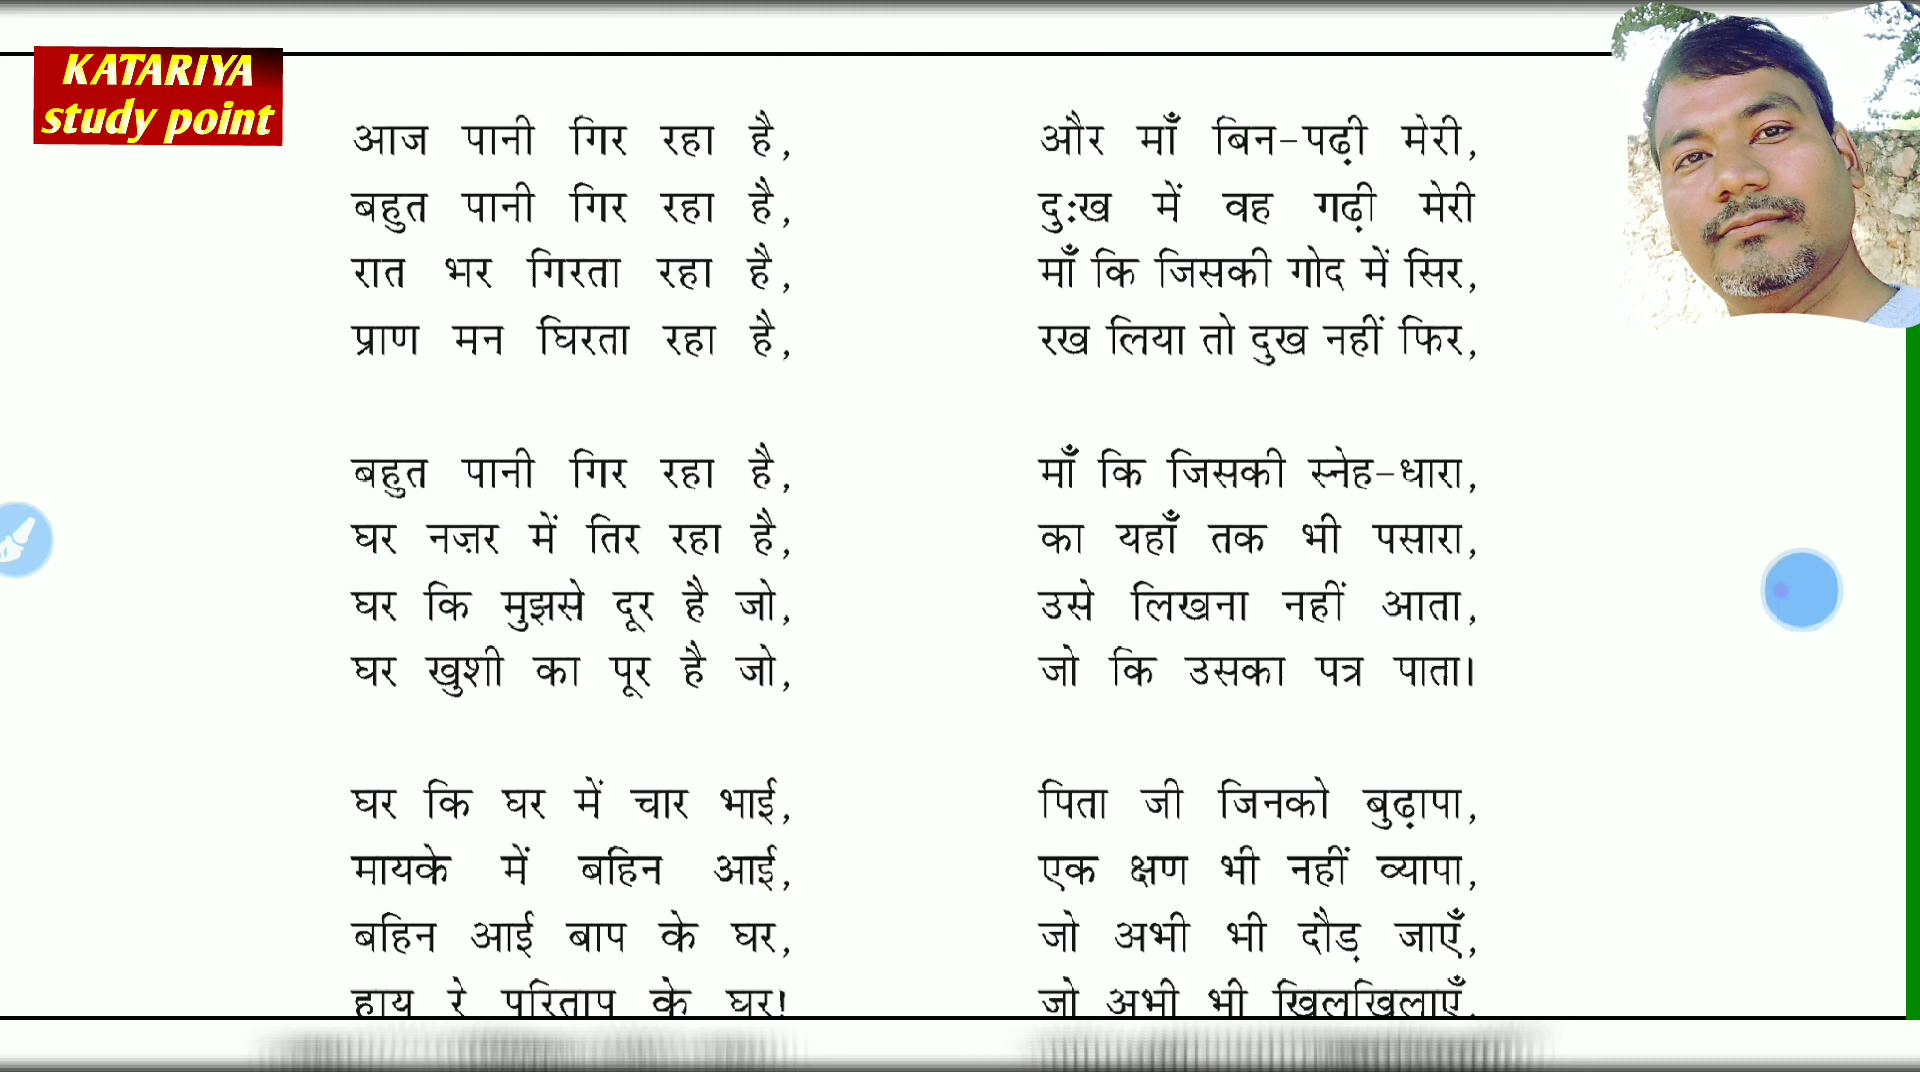 KATARIYA
study point
आज पानी गिर रहा है,
बहुत पानी गिर रहा है,
रात भर गिरता रहा है,
प्राण मन घिरता रहा है,
बहुत पानी गिर रहा है,
घर नज़र में तिर रहा है,
घर कि मुझसे दूर है जो,
घर खुशी का पूर है जो,
घर कि घर में चार भाई,
मायके में बहिन आई,
बहिन आई बाप के घर,
हाय रे परिताप के घर!
और माँ बिन-पढ़ी मेरी,
दुःख में वह गढ़ी मेरी
माँ कि जिसकी गोद में सिर,
रख लिया तो दुख नहीं फिर,
माँ कि जिसकी स्नेह-धारा,
का यहाँ तक भी पसारा,
उसे लिखना नहीं आता,
जो कि उसका पत्र पाता।
पिता जी जिनको बुढ़ापा,
एक क्षण भी नहीं व्यापा,
जो अभी भी दौड़ जाएँ,
जो अभी भी खिलखिलाएँ,